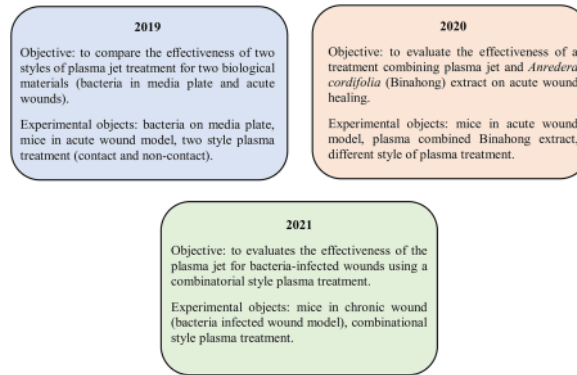 2019
Objective: to compare the effectiveness of two
styles of plasma jet treatment for two biological
materials (bacteria in media plate and acute
wounds).
Experimental objects: bacteria on media plate,
mice in acute wound model, two style plasma
treatment (contact and non-contact).
2020
Objective: to evaluate the effectiveness of a
treatment combining plasma jet and Anredera
cordifolia (Binahong) extract on acute wound
healing.
Experimental objects: mice in acute wound
model, plasma combined Binahong extract,
different style of plasma treatment.
2021
Objective: to evaluates the effectiveness of the
plasma jet for bacteria-infected wounds using a
combinatorial style plasma treatment.
Experimental objects: mice in chronic wound
(bacteria infected wound model), combinational
style plasma treatment.